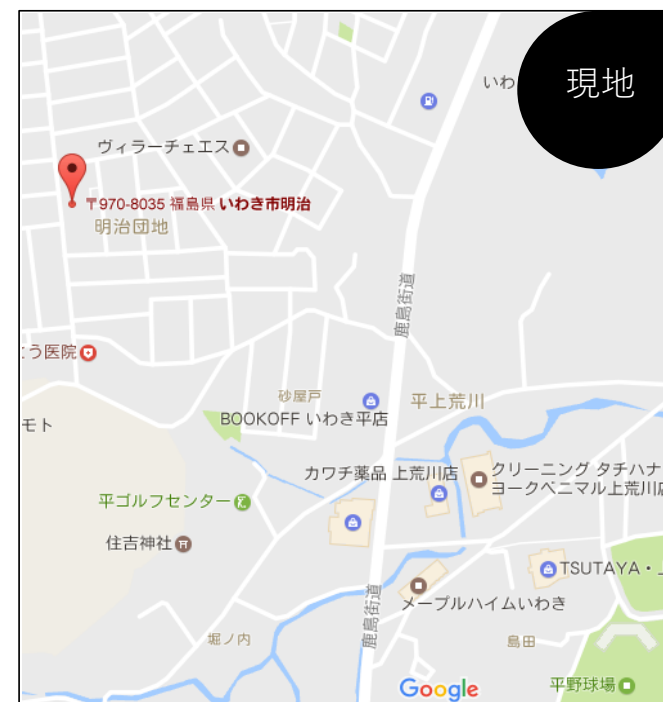 現地
いわ
ヴィラーチェエス
〒970-8035 福島県 いわき市明治
明治団地
鹿島街道
とう医院
砂屋戸
平上荒川
BOOKOFF いわき平店
モト
カワチ薬品 上荒川店
クリーニング タチハナ
ヨークベニマル上荒川店
平ゴルフセンター
住吉神社
TSUTAYA・
メープルハイムいわき
鹿島街道
堀ノ内
島田
Google
平野球場